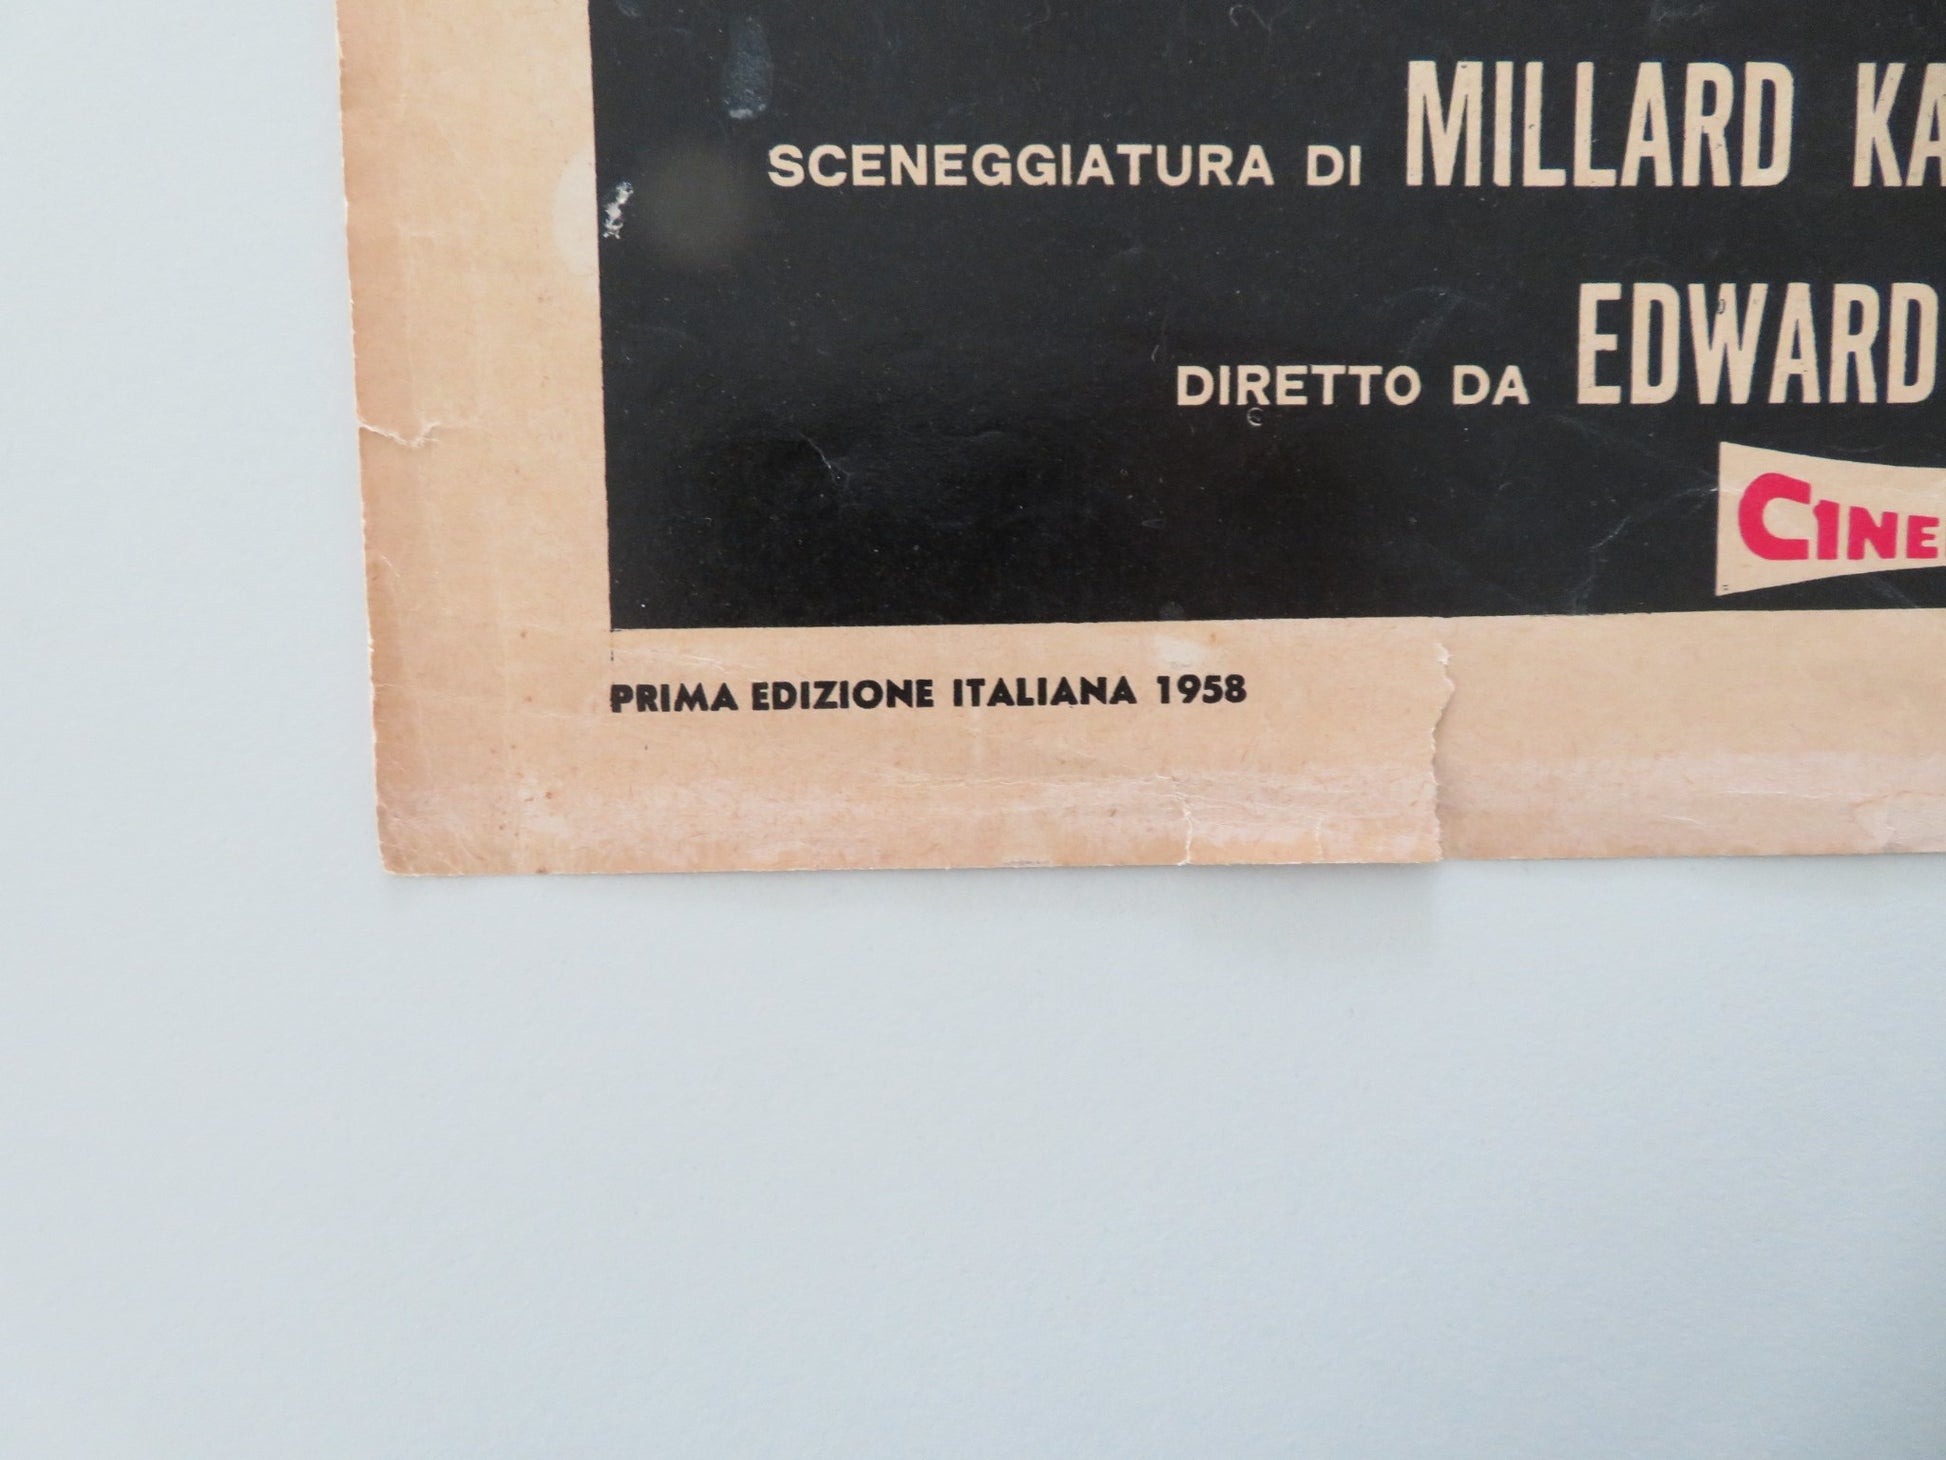 SCENEGGIATURA DI MILLARD KA
DIRETTO DA EDWARD
CINE
PRIMA EDIZIONE ITALIANA 1958